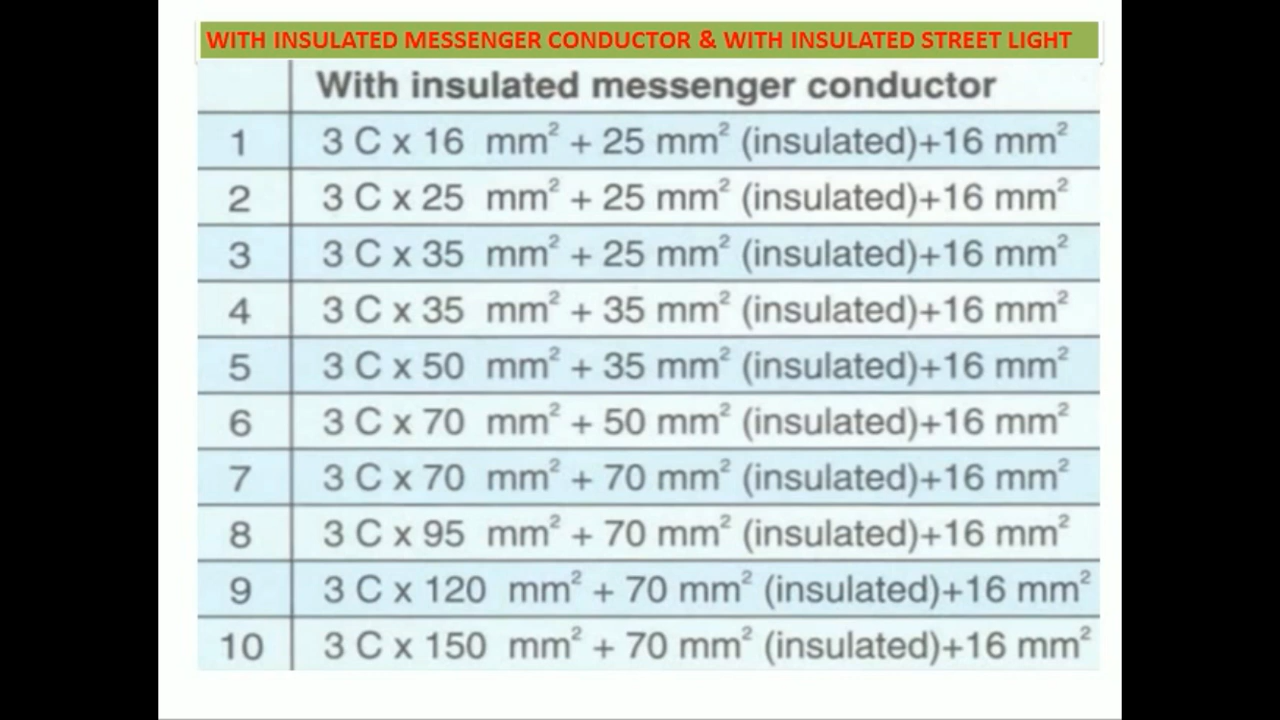 WITH INSULATED MESSENGER CONDUCTOR & WITH INSULATED STREET LIGHT
With insulated messenger conductor
1 3 C x 16 mm² + 25 mm² (insulated)+16 mm²
2 3 C x 25 mm² + 25 mm² (insulated)+16 mm²
3 3 C x 35 mm² + 25 mm² (insulated)+16 mm²
4 3 C x 35 mm² + 35 mm² (insulated)+16 mm²
5 3 C x 50 mm² + 35 mm² (insulated)+16 mm²
6 3 C x 70 mm² + 50 mm² (insulated)+16 mm²
7 3 C x 70 mm² + 70 mm² (insulated)+16 mm²
8 3 C x 95 mm² + 70 mm² (insulated)+16 mm²
9 3 C x 120 mm² + 70 mm² (insulated)+16 mm²
10 3 C x 150 mm² + 70 mm² (insulated)+16 mm²